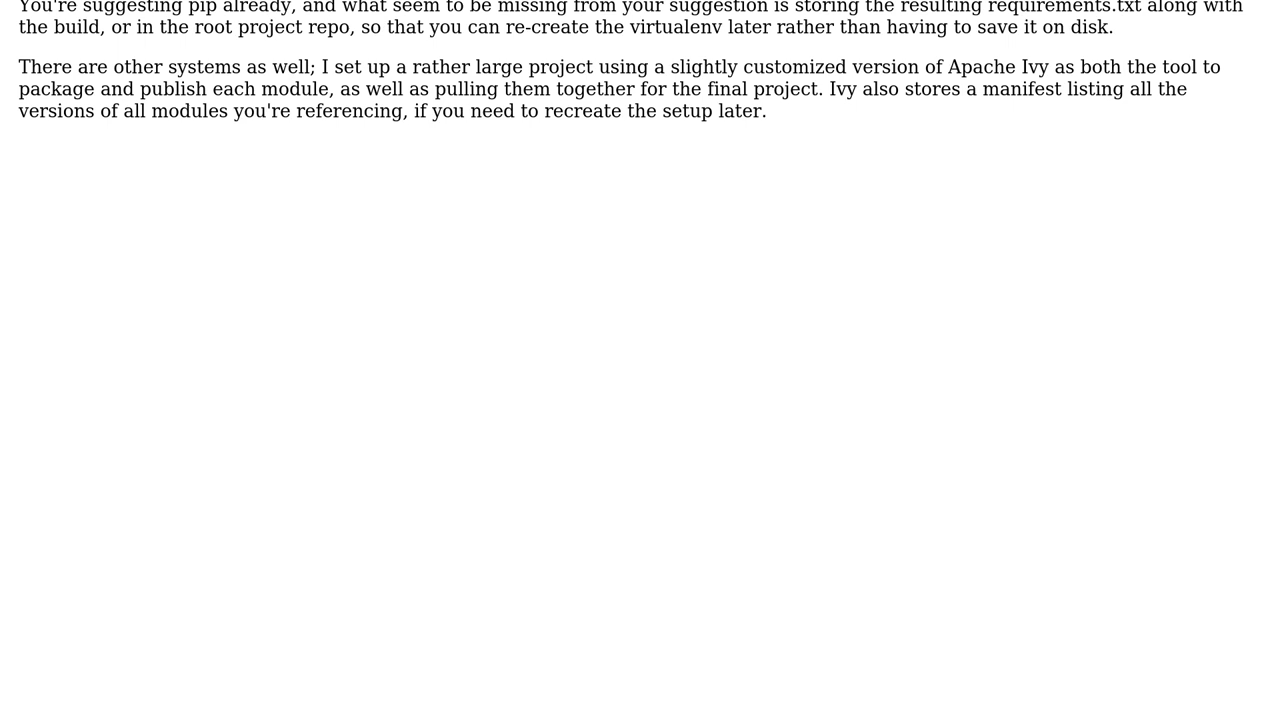 You're suggesting pip already, and what seem to be missing from your suggestion is storing the resulting requirements.txt along with
the build, or in the root project repo, so that you can re-create the virtualenv later rather than having to save it on disk.
There are other systems as well; I set up a rather large project using a slightly customized version of Apache Ivy as both the tool to
package and publish each module, as well as pulling them together for the final project. Ivy also stores a manifest listing all the
versions of all modules you're referencing, if you need to recreate the setup later.